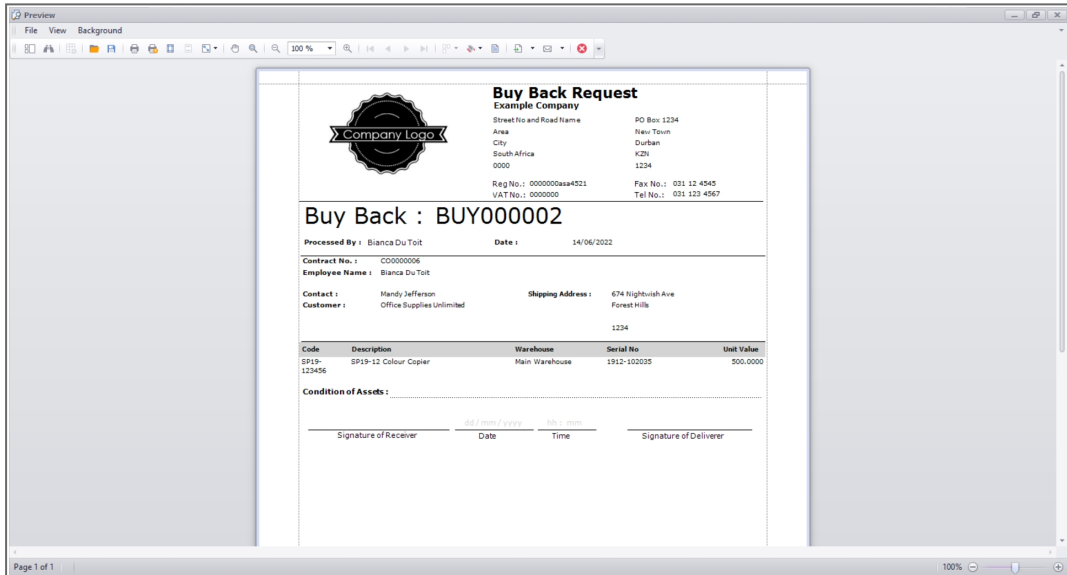 Preview
File View Background
100 %
Company Logo
Buy Back Request
Example Company
Street No and Road Name PO Box 1234
Area New Town
City Durban
South Africa KZN
0000 1234
Reg No.: 0000000asa4521 Fax No.: 031 12 4545
VAT No.: 0000000 Tel No.: 031 123 4567
Buy Back : BUY000002
Processed By : Bianca Du Toit Date : 14/06/2022
Contract No. : CO0000006
Employee Name : Bianca Du Toit
Contact : Mandy Jefferson Shipping Address : 674 Nightwish Ave
Customer : Office Supplies Unlimited Forest Hills
1234
Code Description Warehouse Serial No Unit Value
SP19- SP19-12 Colour Copier Main Warehouse 1912-102035 500.0000
123456
Condition of Assets :
dd / mm / yyyy hh : mm
Signature of Receiver Date Time Signature of Deliverer
Page 1 of 1 100%